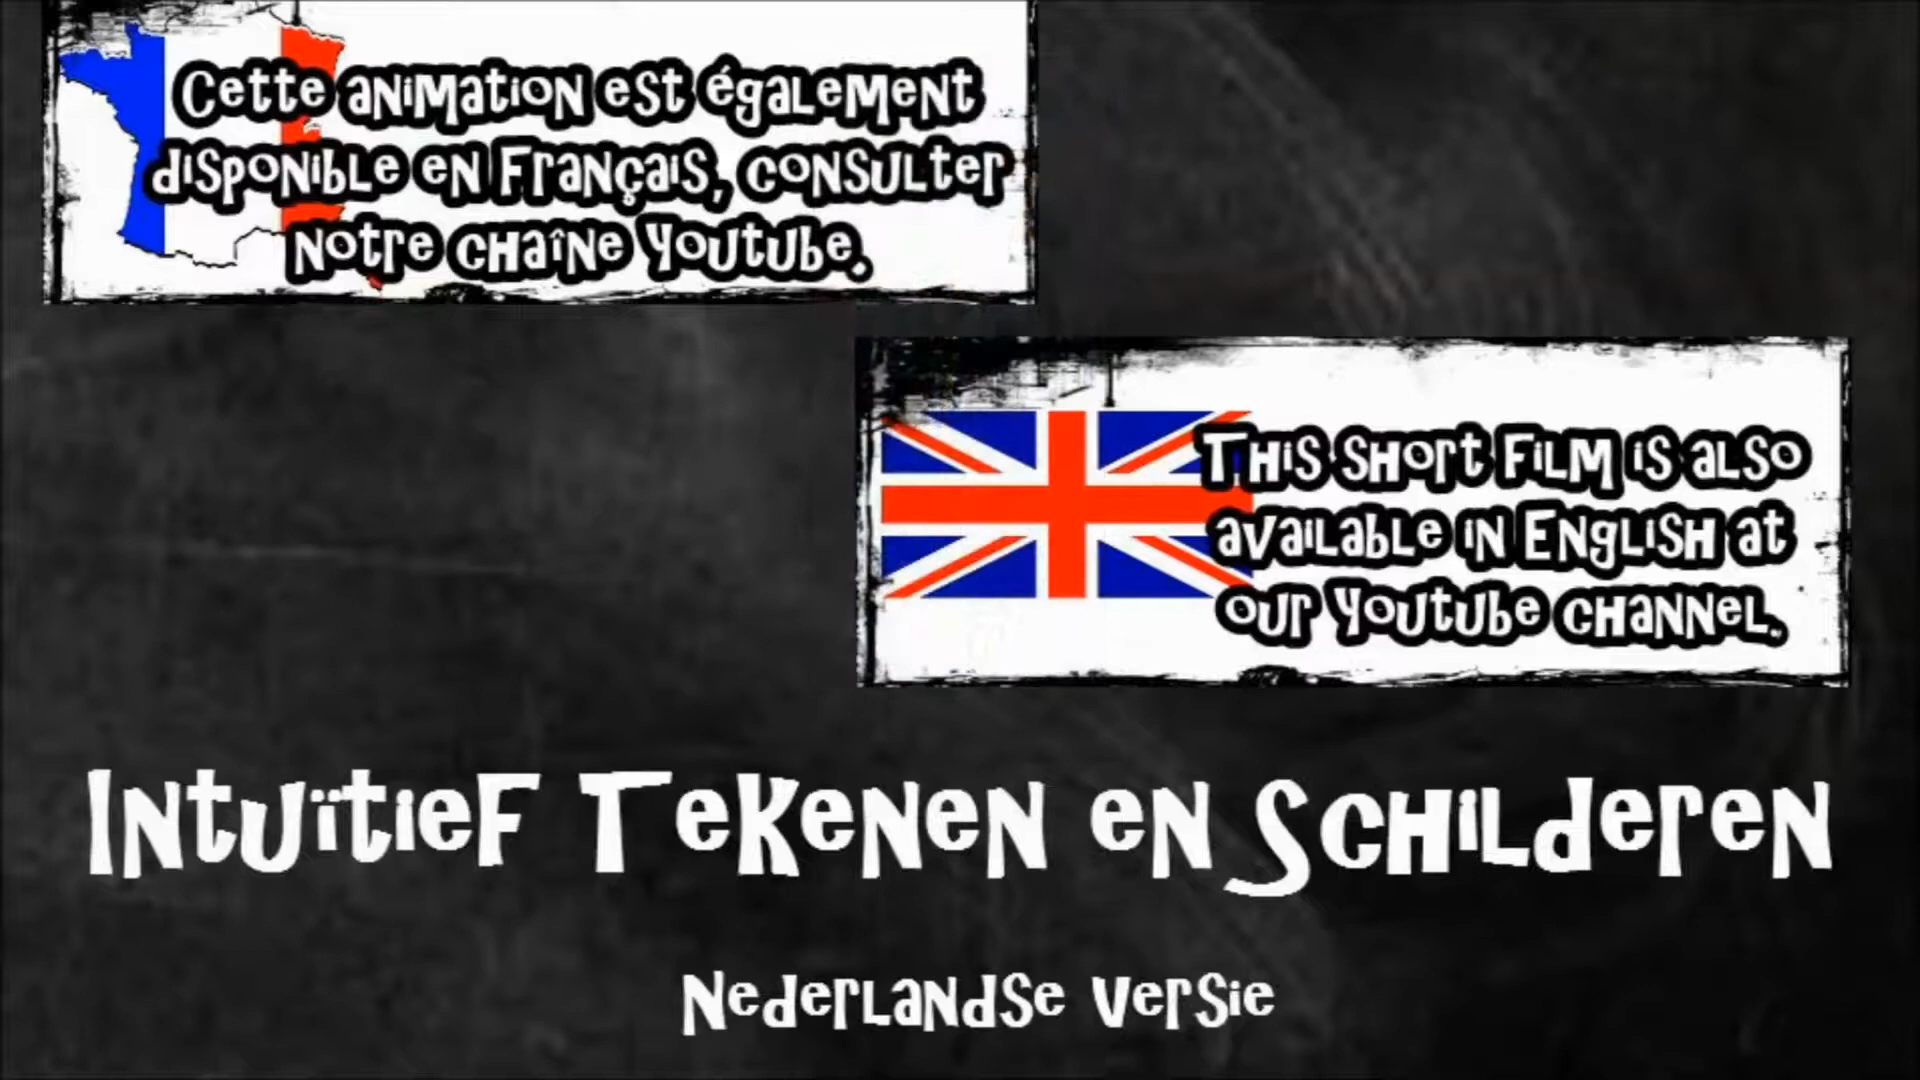 Cette animation est également
disponible en Français, consulter
notre chaîne Youtube.
This short film is also
available in English at
our Youtube channel.
Intuïtief Tekenen en Schilderen
Nederlandse versie